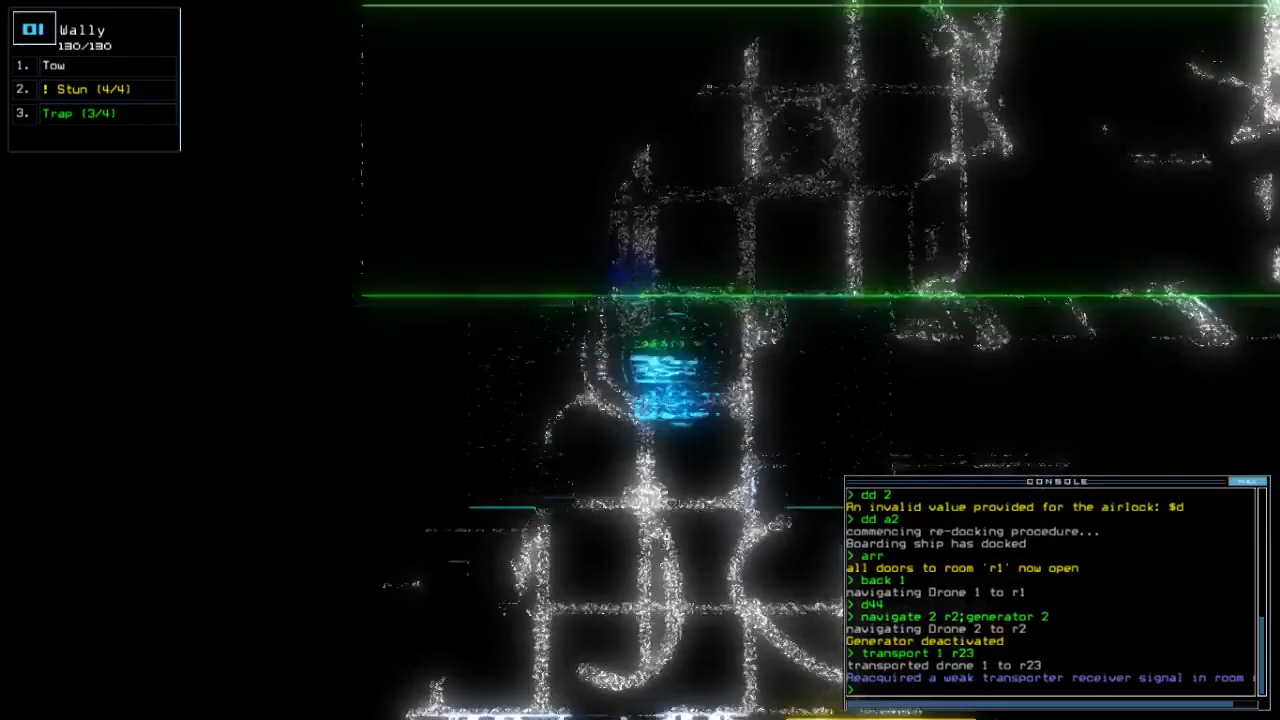 01 Wally
130/130
1. Tow
2. ! Stun (4/4)
3. Trap (3/4)
CONSOLE
> dd 2
An invalid value provided for the airlock: $d
> dd a2
commencing re-docking procedure...
Boarding ship has docked
> arr
all doors to room 'r1' now open
> back 1
navigating Drone 1 to r1
> d44
> navigate 2 r2;generator 2
navigating Drone 2 to r2
Generator deactivated
> transport 1 r23
transported drone 1 to r23
Reacquired a weak transporter receiver signal in room
>